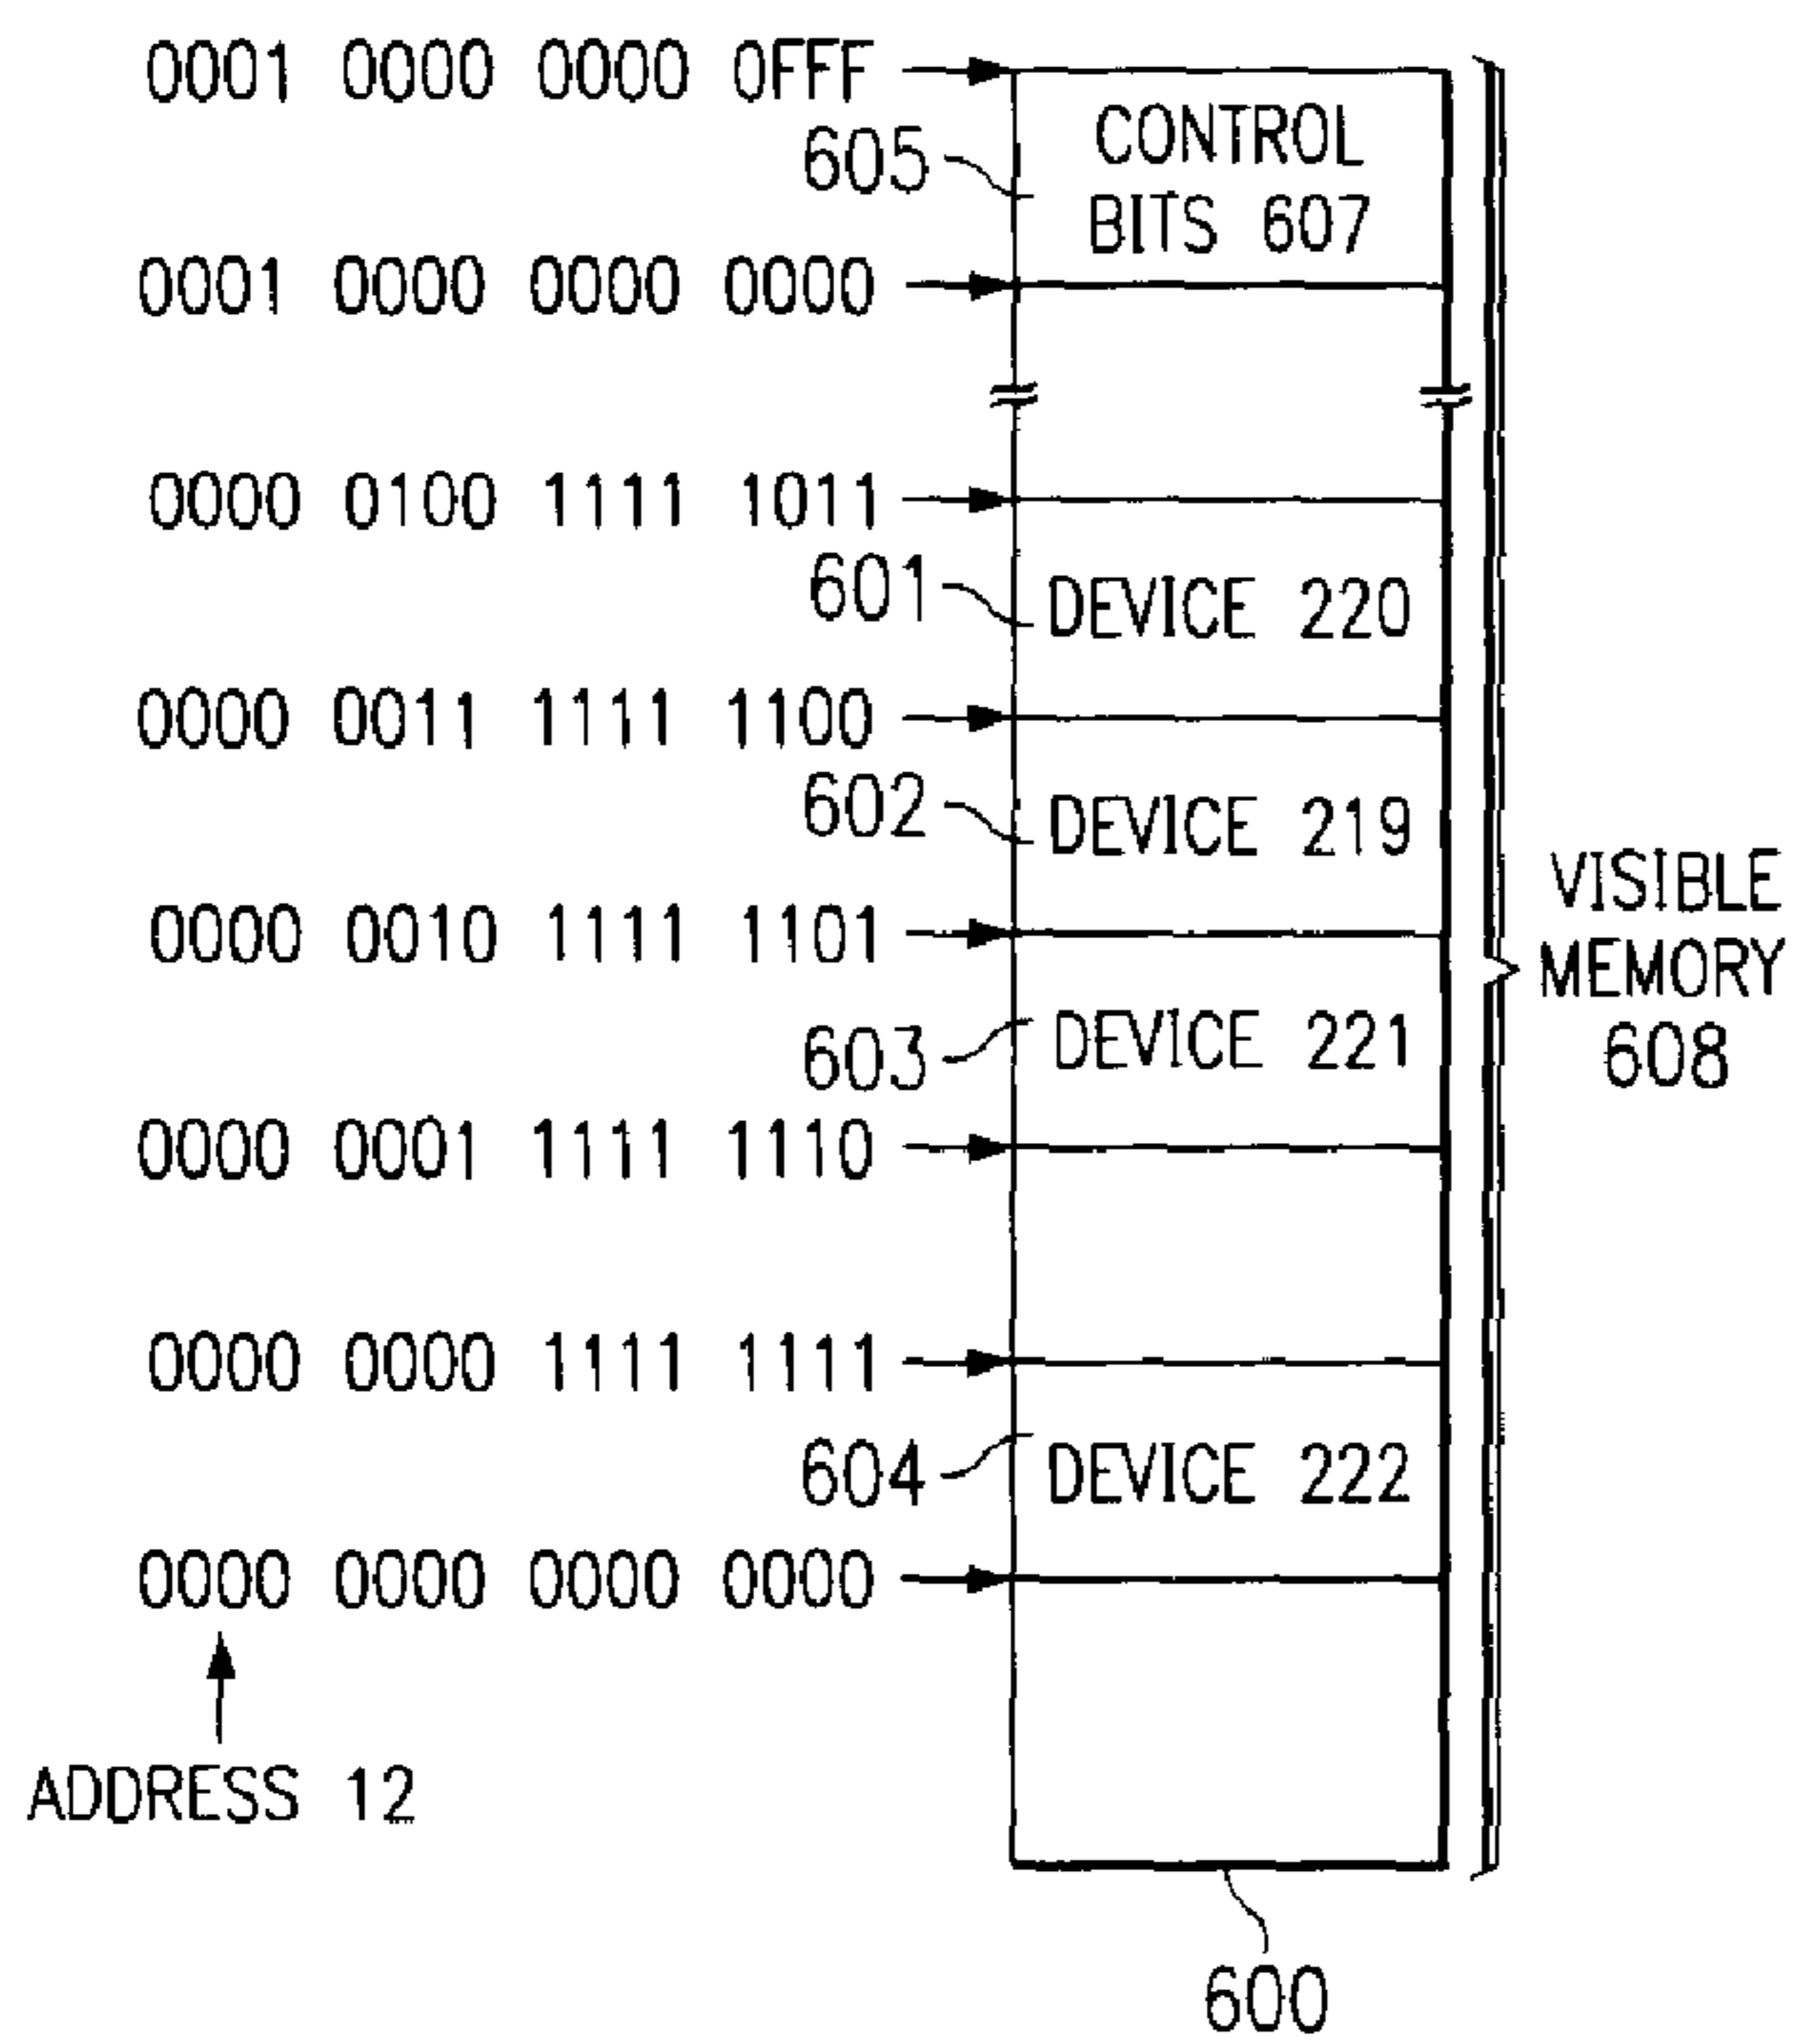 0001 0000 0000 0FFF
605
CONTROL
BITS 607
0001 0000 0000 0000
0000 0100 1111 1011
601
DEVICE 220
0000 0011 1111 1100
602
DEVICE 219
0000 0010 1111 1101
VISIBLE
MEMORY
608
603
DEVICE 221
0000 0001 1111 1110
0000 0000 1111 1111
604
DEVICE 222
0000 0000 0000 0000
ADDRESS 12
600